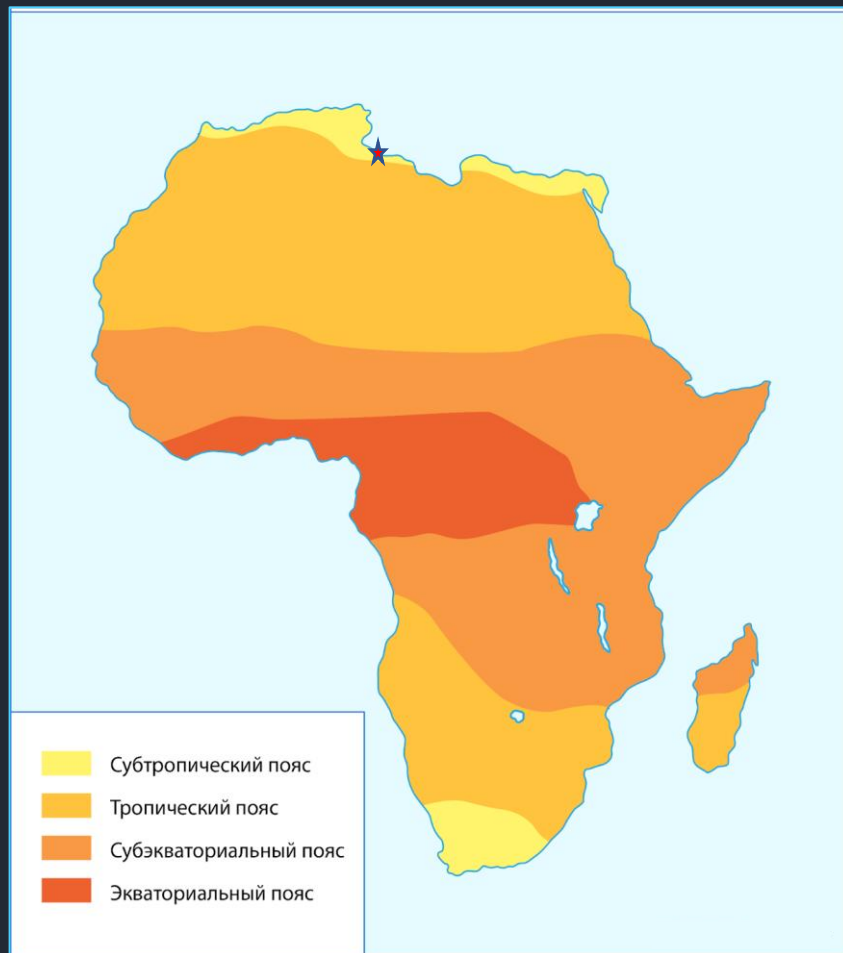 Субтропический пояс
Тропический пояс
Субэкваториальный пояс
Экваториальный пояс